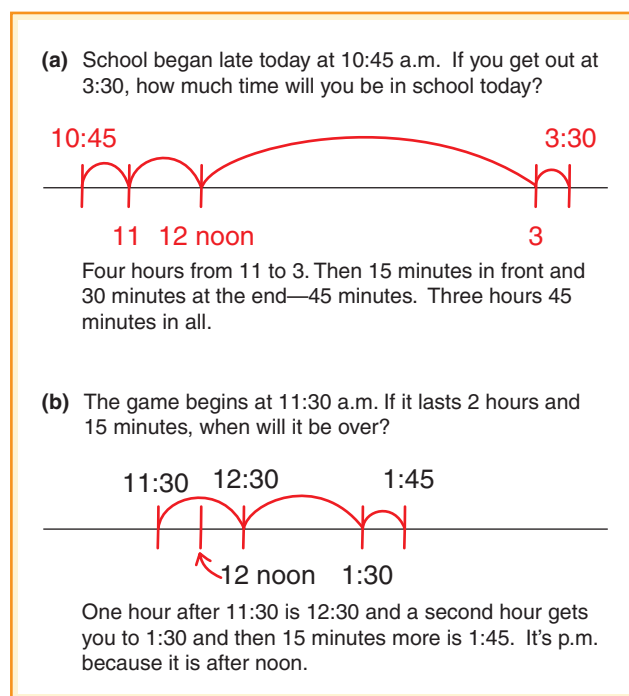 (a) School began late today at 10:45 a.m. If you get out at
3:30, how much time will you be in school today?
10:45 3:30
11 12 noon 3
Four hours from 11 to 3. Then 15 minutes in front and
30 minutes at the end—45 minutes. Three hours 45
minutes in all.
(b) The game begins at 11:30 a.m. If it lasts 2 hours and
15 minutes, when will it be over?
11:30 12:30 1:45
12 noon 1:30
One hour after 11:30 is 12:30 and a second hour gets
you to 1:30 and then 15 minutes more is 1:45. It's p.m.
because it is after noon.